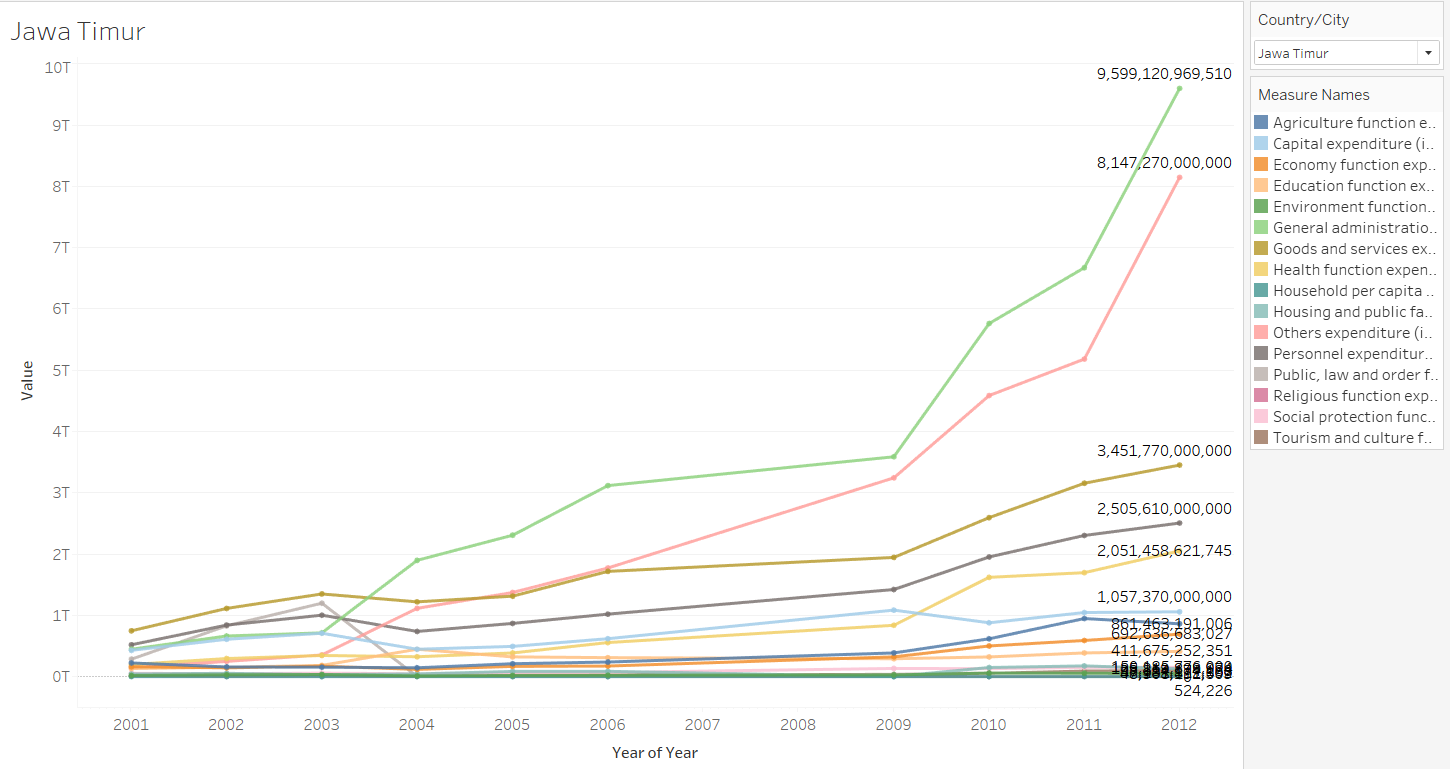 Jawa Timur
10T
9T
8T
7T
6T
5T
4T
3T
2T
1T
0T
Value
9,599,120,969,510
8,147,270,000,000
3,451,770,000,000
2,505,610,000,000
2,051,458,621,745
1,057,370,000,000
861,463,191,006
692,636,683,027
411,675,252,351
524,226
2001 2002 2003 2004 2005 2006 2007 2008 2009 2010 2011 2012
Year of Year
Country/City
Jawa Timur
Measure Names
Agriculture function e..
Capital expenditure (i..
Economy function exp..
Education function ex..
Environment function..
General administratio..
Goods and services ex..
Health function expen..
Household per capita ..
Housing and public fa..
Others expenditure (i..
Personnel expenditur..
Public, law and order f..
Religious function exp..
Social protection func..
Tourism and culture f..